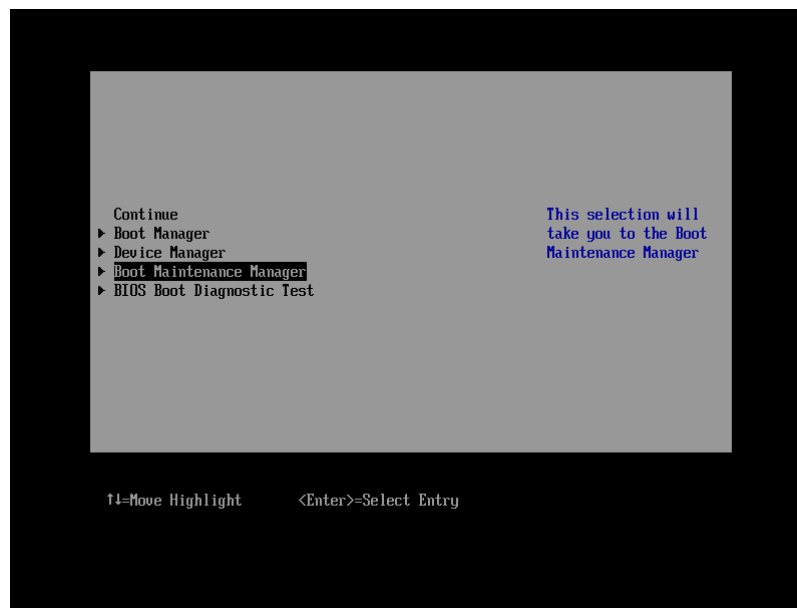 Continue
Boot Manager
Device Manager
Boot Maintenance Manager
BIOS Boot Diagnostic Test
This selection will
take you to the Boot
Maintenance Manager
↑↓=Move Highlight <Enter>=Select Entry